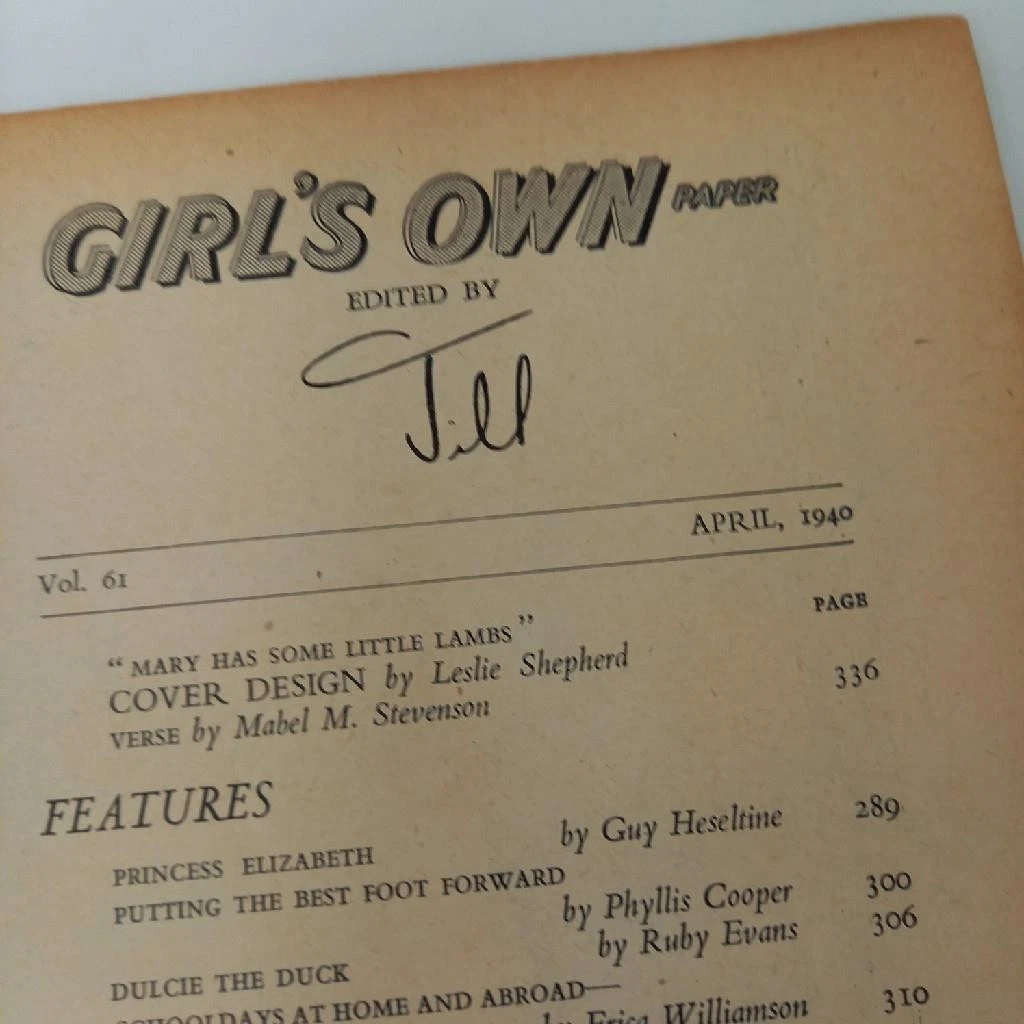 GIRL'S OWN PAPER
EDITED BY
Jill
Vol. 61 APRIL, 1940
PAGE
“MARY HAS SOME LITTLE LAMBS”
COVER DESIGN by Leslie Shepherd 336
VERSE by Mabel M. Stevenson
FEATURES
PRINCESS ELIZABETH by Guy Heseltine 289
PUTTING THE BEST FOOT FORWARD
by Phyllis Cooper 300
DULCIE THE DUCK by Ruby Evans 306
SCHOOLDAYS AT HOME AND ABROAD—
by Erica Williamson 310